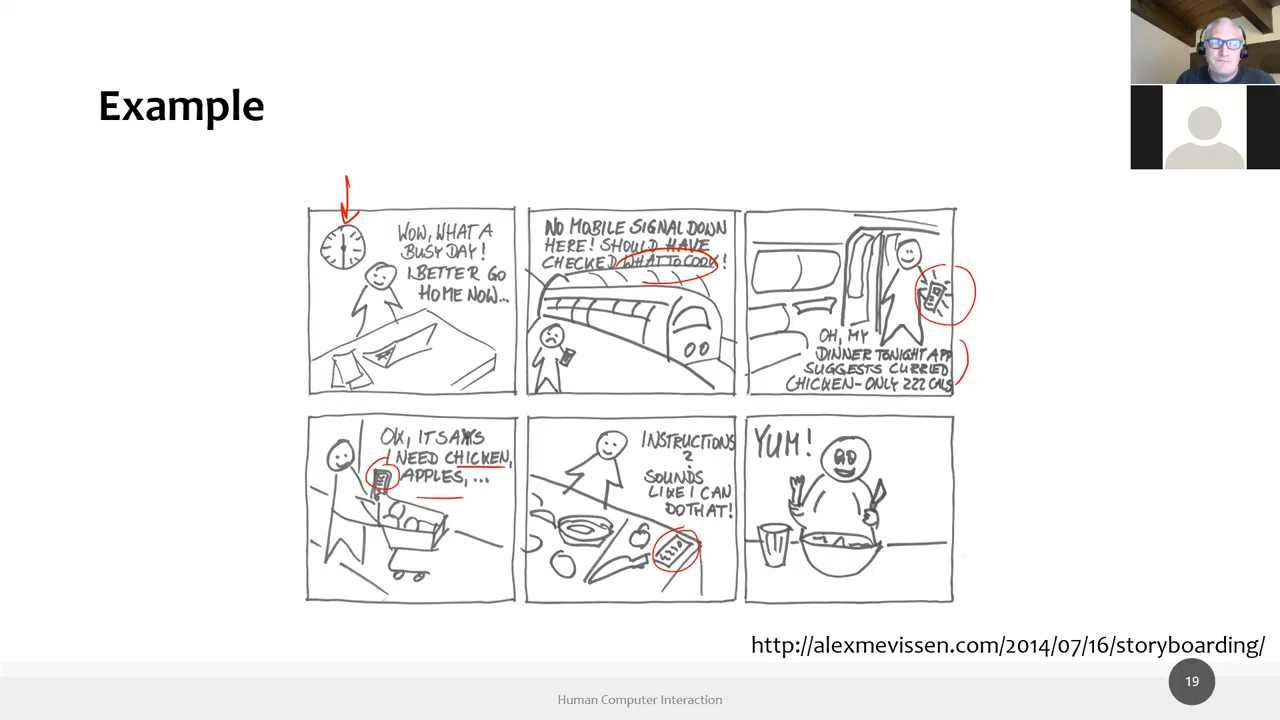 Example
WOW, WHAT A
BUSY DAY!
I BETTER GO
HOME NOW...
NO MOBILE SIGNAL DOWN
HERE! SHOULD HAVE
CHECKED WHAT TO COOK!
OH, MY
DINNER TONIGHT APP
SUGGESTS CURRIED
CHICKEN - ONLY 222 CALS
OK, IT SAYS
I NEED CHICKEN,
APPLES, ...
INSTRUCTIONS
?
SOUNDS
LIKE I CAN
DO THAT!
YUM!
http://alexmevissen.com/2014/07/16/storyboarding/
19
Human Computer Interaction